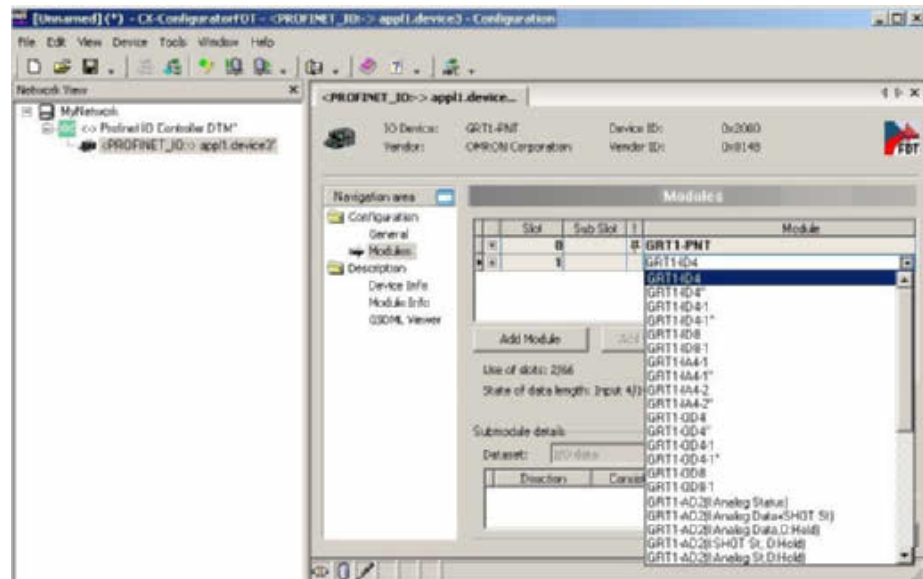 [Unnamed] (*) - CX-ConfiguratorFDT - <PROFINET_IO:-> appl1.device3 - Configuration
File Edit View Device Tools Window Help
Network View
MyNetwork
<> Profinet IO Controller DTM*
<PROFINET_IO:-> appl1.device3'
<PROFINET_IO:-> appl1.device...
IO Device: GRT1-PNT Device ID: 0x2060
Vendor: OMRON Corporation Vendor ID: 0x0148
FDT
Navigation area
Configuration
General
Modules
Description
Device Info
Module Info
GSDML Viewer
Modules
Slot Sub Slot ! Module
0 GRT1-PNT
1 GRT1-ID4
GRT1-ID4
GRT1-ID4*
GRT1-ID4-1
GRT1-ID4-1*
GRT1-ID8
GRT1-ID8-1
GRT1-IA4-1
GRT1-IA4-1*
GRT1-IA4-2
GRT1-IA4-2*
GRT1-OD4
GRT1-OD4*
GRT1-OD4-1
GRT1-OD4-1*
GRT1-OD8
GRT1-OD8-1
GRT1-AD2(I:Analog Status)
GRT1-AD2(I:Analog Data+SHOT St)
GRT1-AD2(I:Analog Data,O:Hold)
GRT1-AD2(I:SHOT St, O:Hold)
GRT1-AD2(I:Analog St,O:Hold)
Add Module
Use of slots: 2/66
State of data length: Input 4/
Submodule details
Dataset: I/O data
Direction